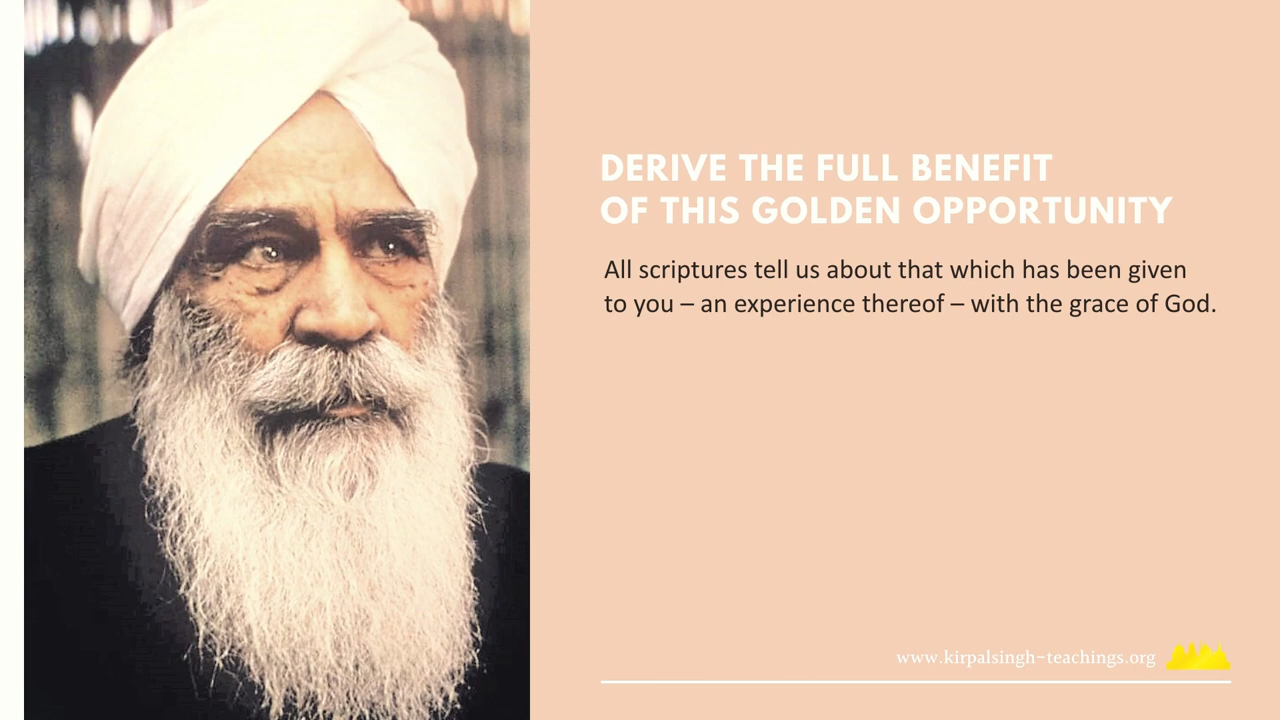 DERIVE THE FULL BENEFIT
OF THIS GOLDEN OPPORTUNITY
All scriptures tell us about that which has been given
to you – an experience thereof – with the grace of God.
www.kirpalsingh-teachings.org